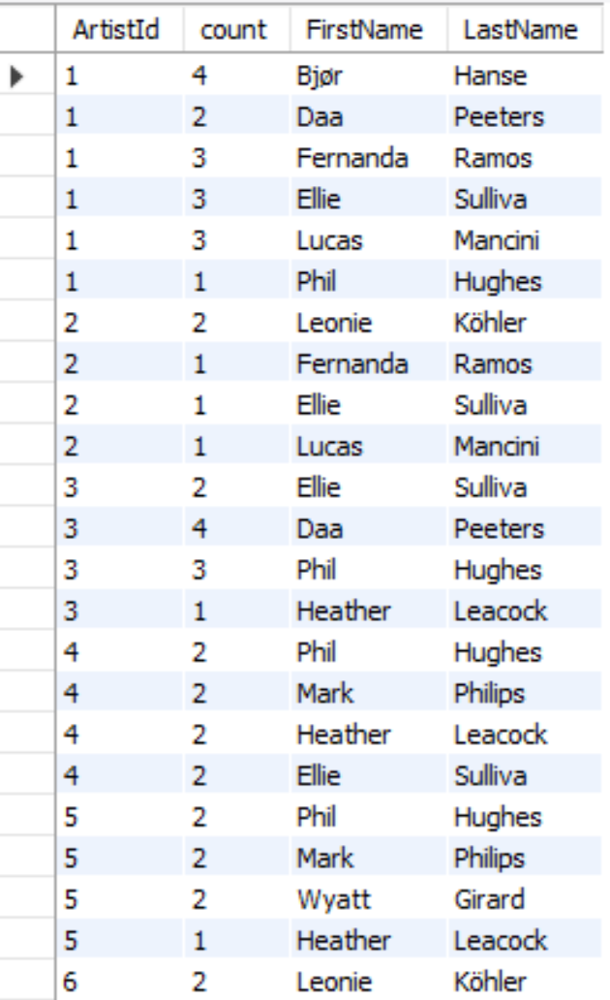 ArtistId count FirstName LastName
1 4 Bjør Hanse
1 2 Daa Peeters
1 3 Fernanda Ramos
1 3 Ellie Sulliva
1 3 Lucas Mancini
1 1 Phil Hughes
2 2 Leonie Köhler
2 1 Fernanda Ramos
2 1 Ellie Sulliva
2 1 Lucas Mancini
3 2 Ellie Sulliva
3 4 Daa Peeters
3 3 Phil Hughes
3 1 Heather Leacock
4 2 Phil Hughes
4 2 Mark Philips
4 2 Heather Leacock
4 2 Ellie Sulliva
5 2 Phil Hughes
5 2 Mark Philips
5 2 Wyatt Girard
5 1 Heather Leacock
6 2 Leonie Köhler